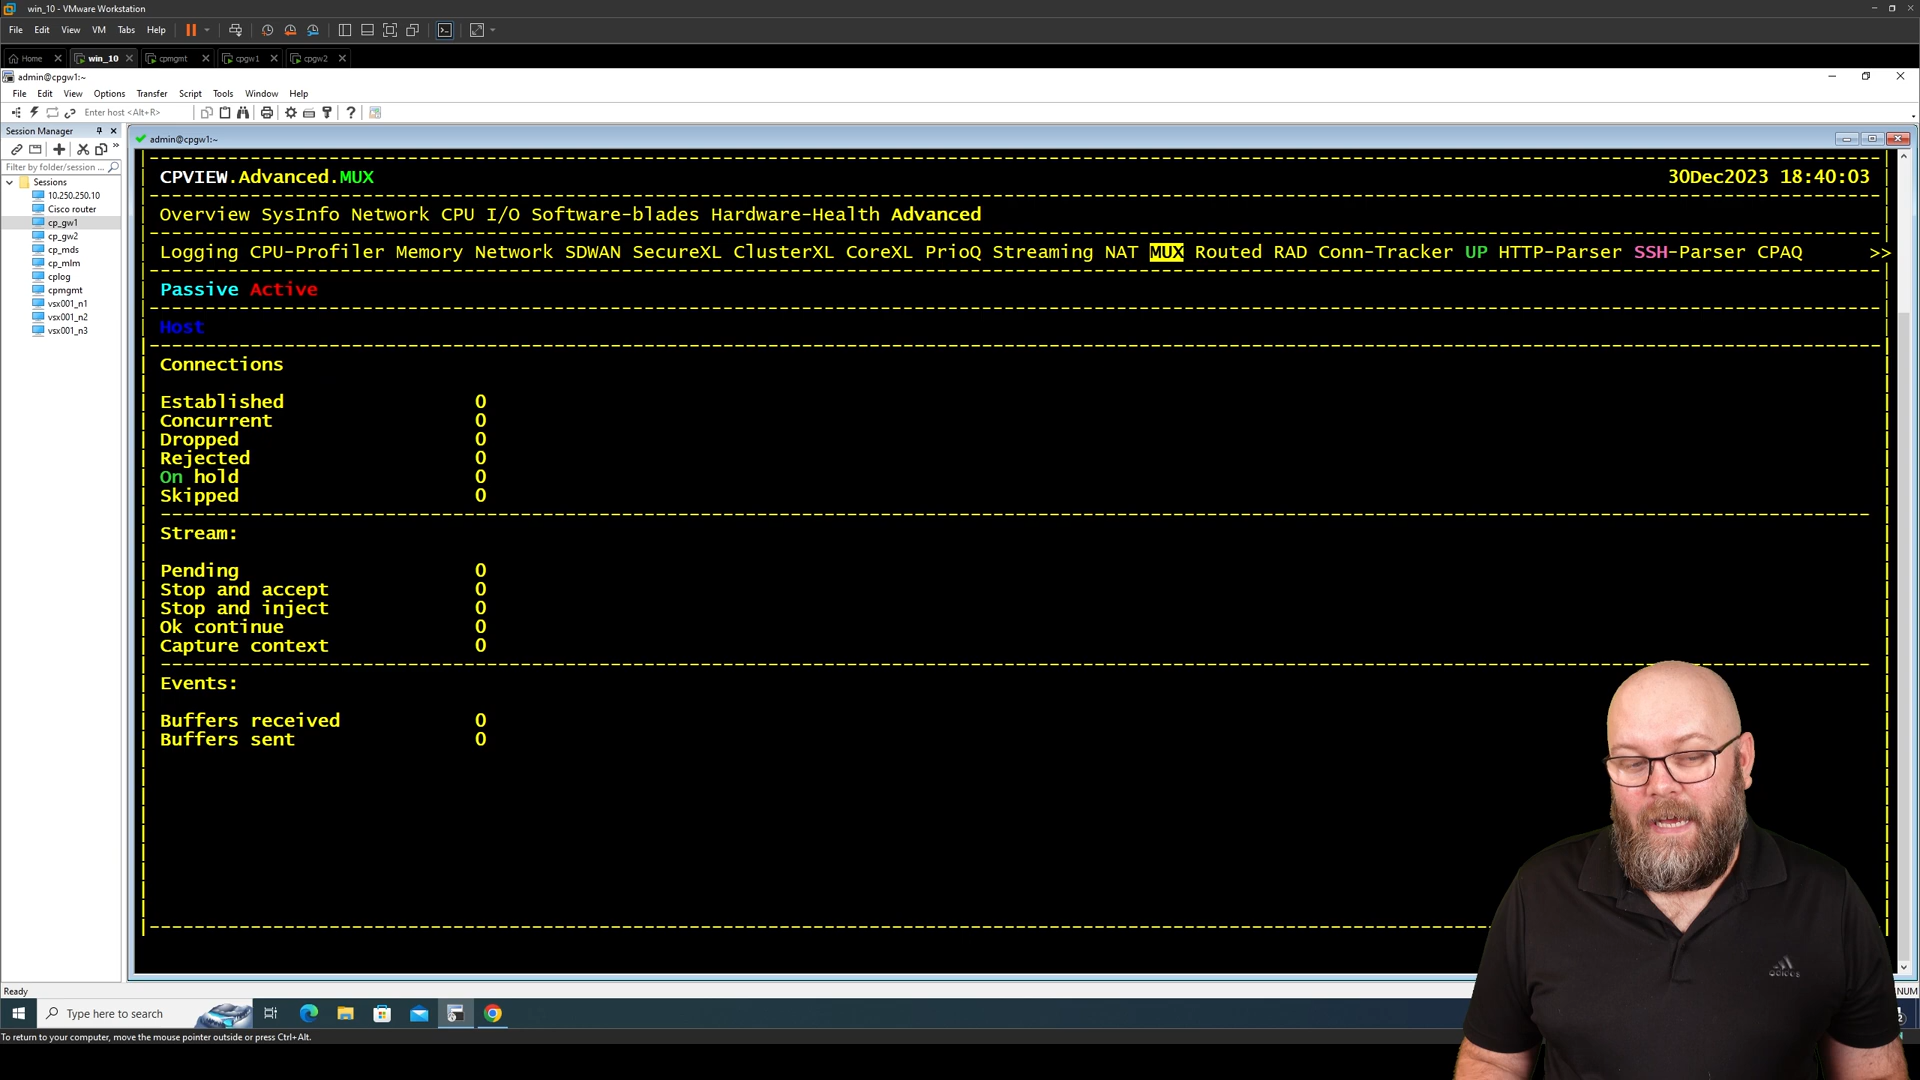 win_10 - VMware Workstation
File Edit View VM Tabs Help
Home win_10 cpmgmt cpgw1 cpgw2
admin@cpgw1:~
File Edit View Options Transfer Script Tools Window Help
Enter host <Alt+R>
Session Manager
admin@cpgw1:~
Filter by folder/session ...
Sessions
10.250.250.10
Cisco router
cp_gw1
cp_gw2
cp_mds
cp_mlm
cplog
cpmgmt
vsx001_n1
vsx001_n2
vsx001_n3
CPVIEW.Advanced.MUX 30Dec2023 18:40:03
Overview SysInfo Network CPU I/O Software-blades Hardware-Health Advanced
Logging CPU-Profiler Memory Network SDWAN SecureXL ClusterXL CoreXL PrioQ Streaming NAT MUX Routed RAD Conn-Tracker UP HTTP-Parser SSH-Parser CPAQ >>
Passive Active
Host
Connections
Established 0
Concurrent 0
Dropped 0
Rejected 0
On hold 0
Skipped 0
Stream:
Pending 0
Stop and accept 0
Stop and inject 0
Ok continue 0
Capture context 0
Events:
Buffers received 0
Buffers sent 0
adidas
Ready
NUM
Type here to search
To return to your computer, move the mouse pointer outside or press Ctrl+Alt.